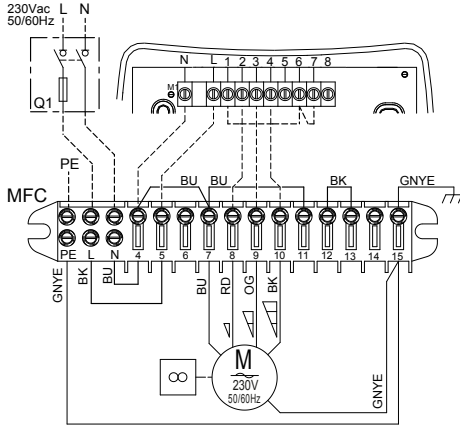 230Vac L N
50/60Hz
Q1
N L 1 2 3 4 5 6 7 8
M1
PE
MFC
BU BU BK GNYE
PE L N 4 5 6 7 8 9 10 11 12 13 14 15
GNYE BK BU BU RD OG BK
M
230V
50/60Hz
GNYE